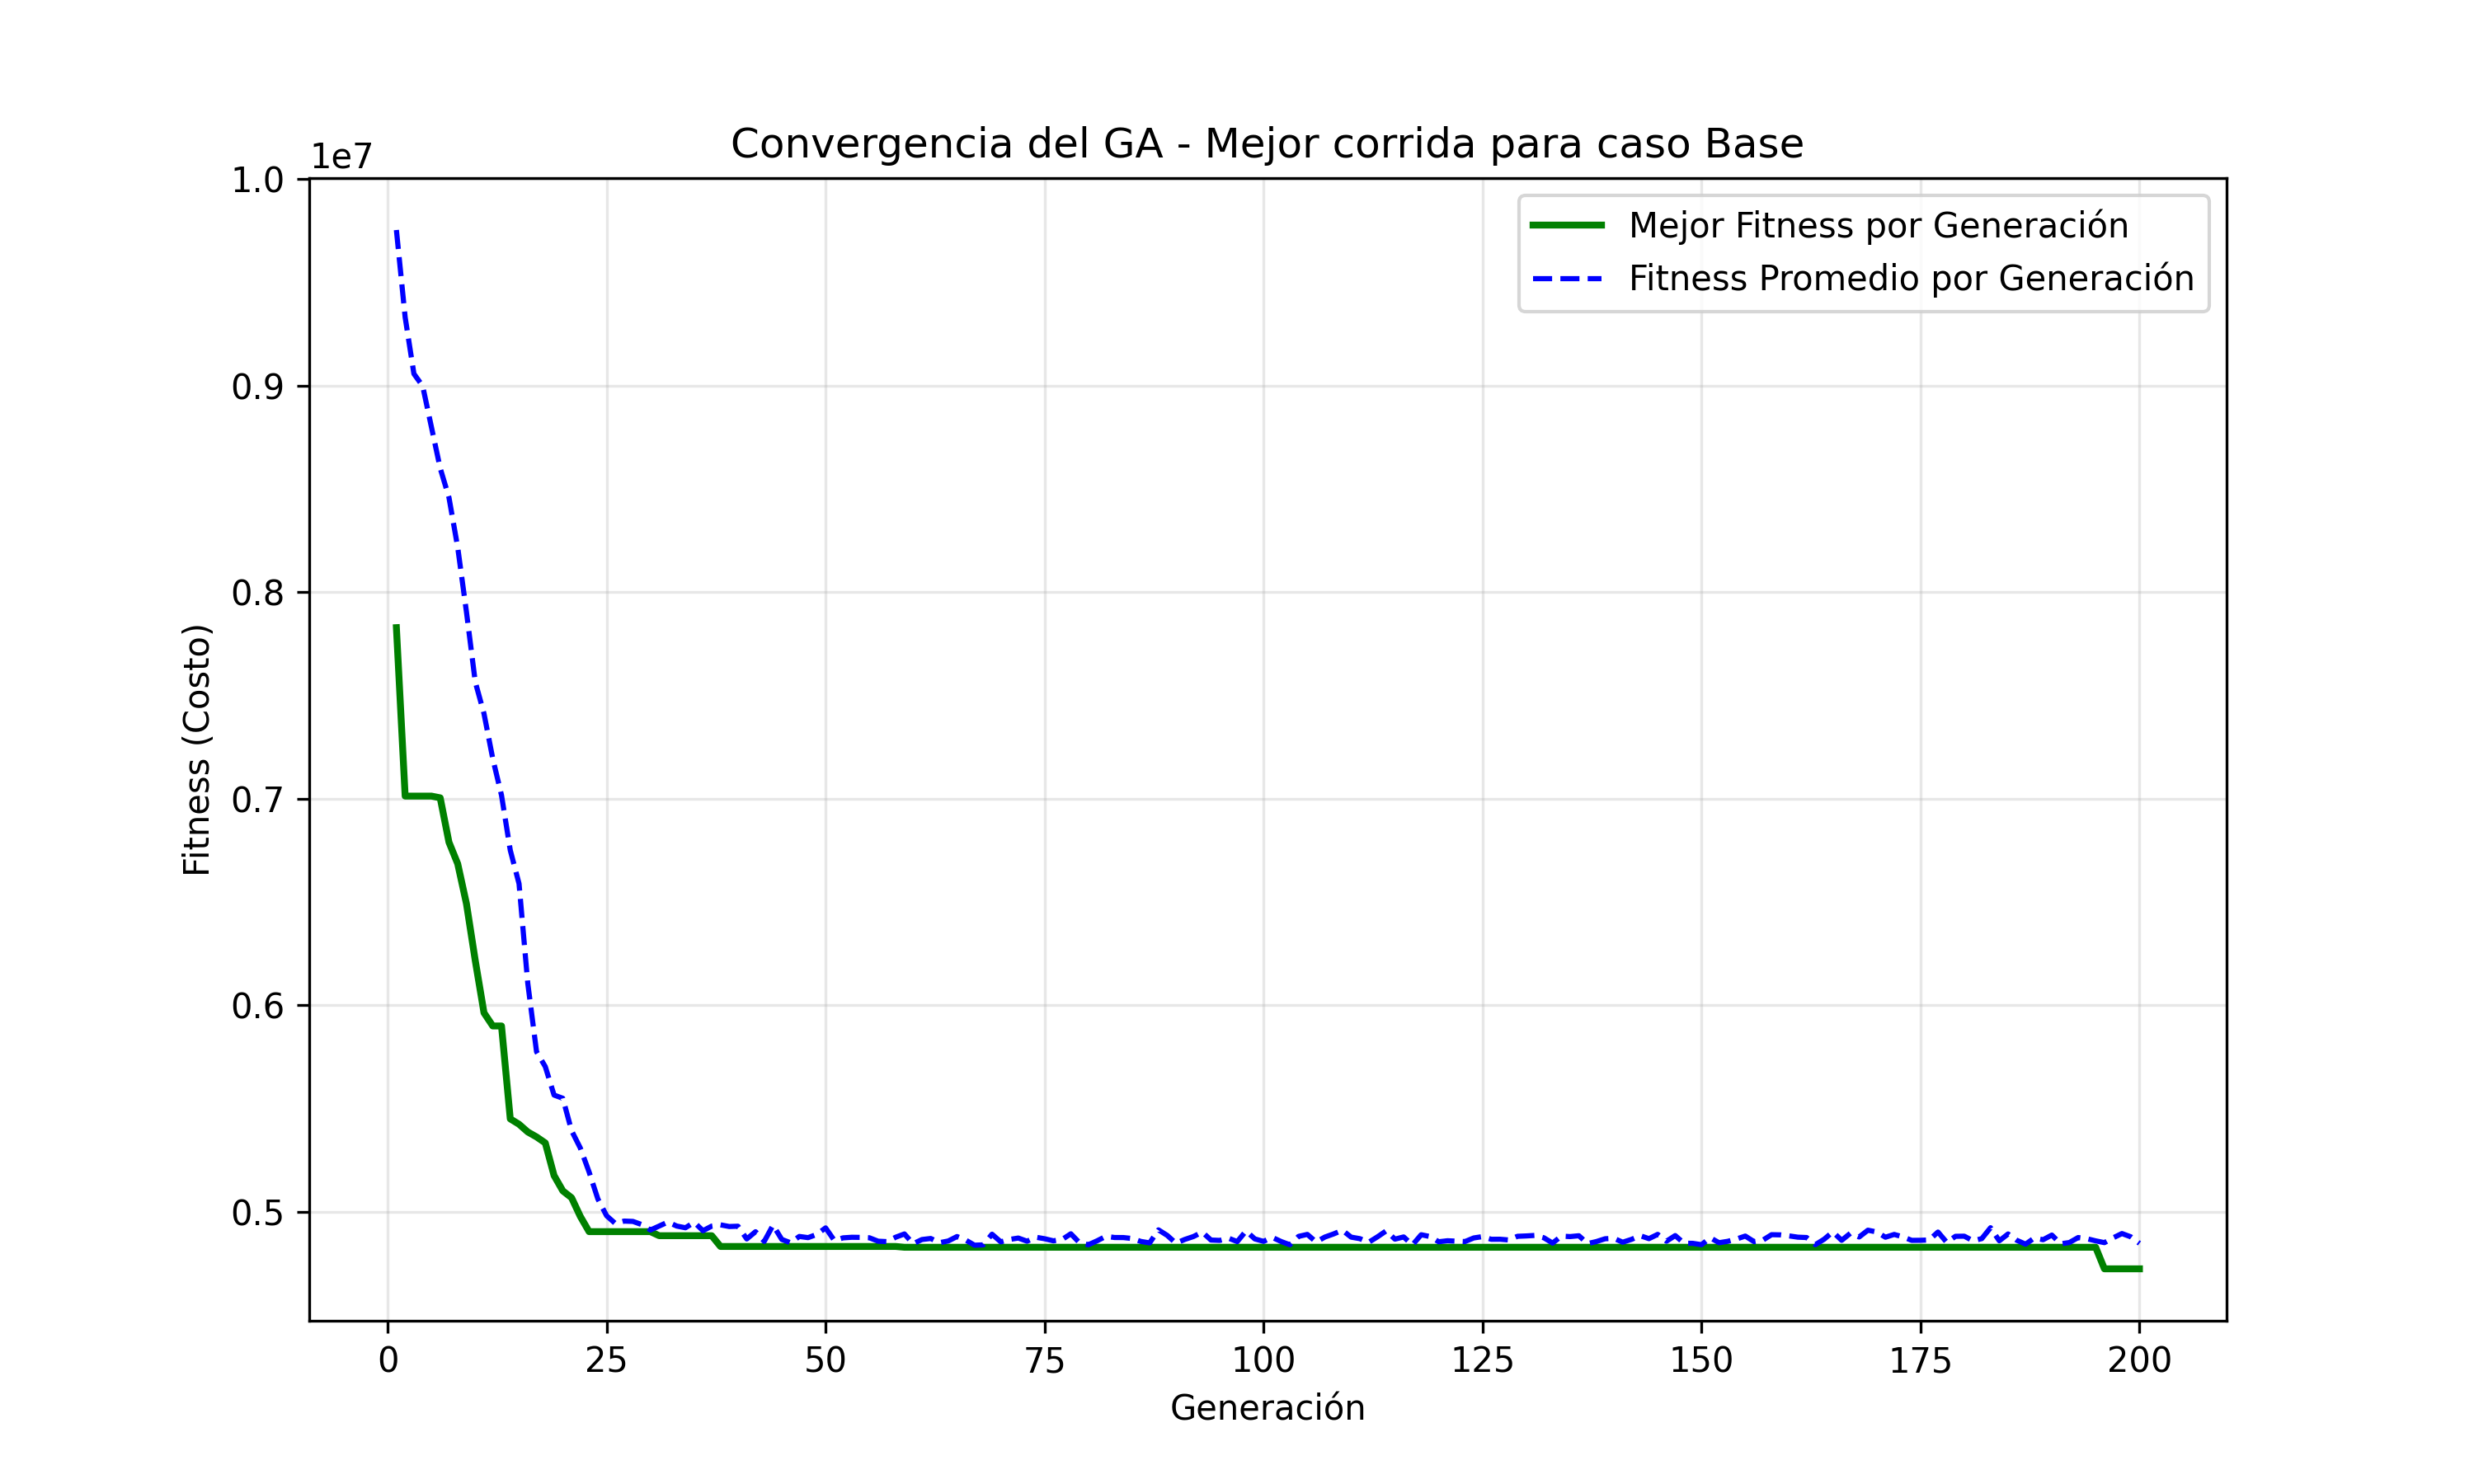 Convergencia del GA - Mejor corrida para caso Base
1e7
1.0
0.9
0.8
0.7
0.6
0.5
Fitness (Costo)
Mejor Fitness por Generación
Fitness Promedio por Generación
0 25 50 75 100 125 150 175 200
Generación